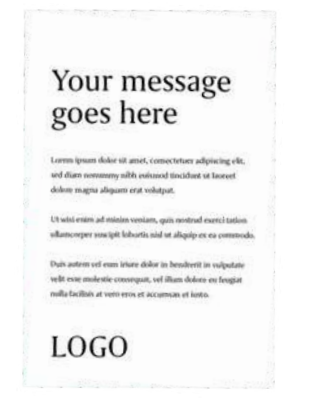 Your message
goes here
Lorem ipsum dolor sit amet, consectetuer adipiscing elit,
sed diam nonummy nibh euismod tincidunt ut laoreet
dolore magna aliquam erat volutpat.
Ut wisi enim ad minim veniam, quis nostrud exerci tation
ullamcorper suscipit lobortis nisl ut aliquip ex ea commodo.
Duis autem vel eum iriure dolor in hendrerit in vulputate
velit esse molestie consequat, vel illum dolore eu feugiat
nulla facilisis at vero eros et accumsan et iusto.
LOGO